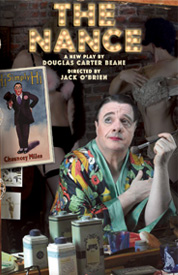 THE
NANCE
A NEW PLAY BY
DOUGLAS CARTER BEANE
DIRECTED BY
JACK O'BRIEN
Chauncey Miles